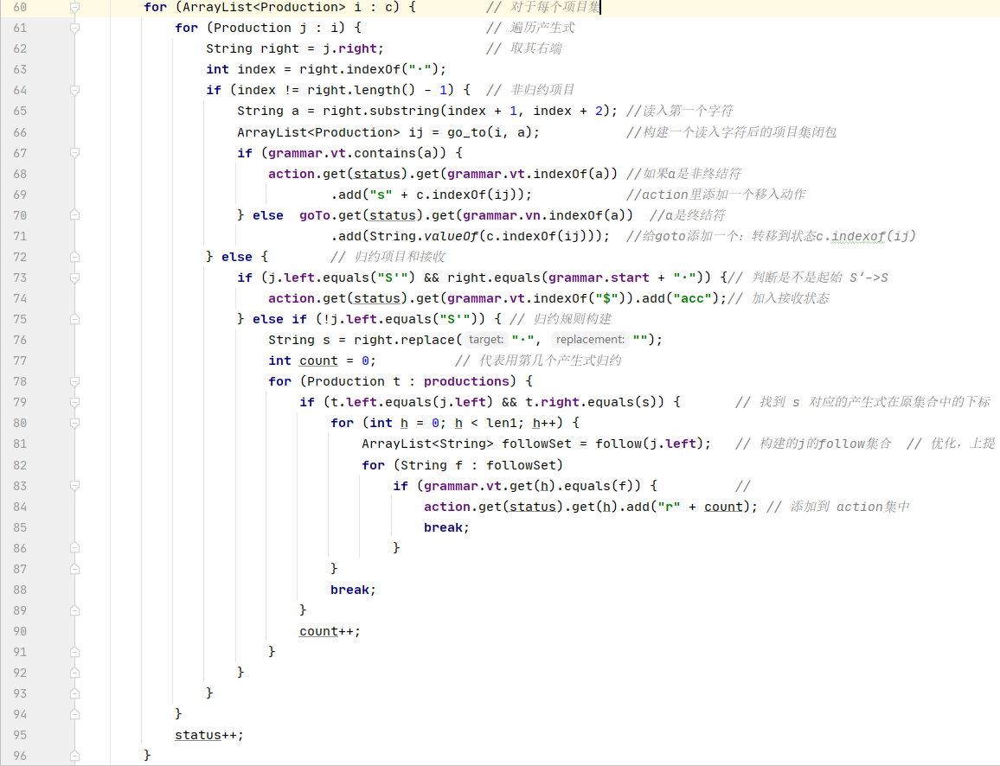 60 for (ArrayList<Production> i : c) { // 对于每个项目集
61 for (Production j : i) { // 遍历产生式
62 String right = j.right; // 取其右端
63 int index = right.indexOf("·");
64 if (index != right.length() - 1) { // 非归约项目
65 String a = right.substring(index + 1, index + 2); //读入第一个字符
66 ArrayList<Production> ij = go_to(i, a); //构建一个读入字符后的项目集闭包
67 if (grammar.vt.contains(a)) {
68 action.get(status).get(grammar.vt.indexOf(a)) //如果a是非终结符
69 .add("s" + c.indexOf(ij)); //action里添加一个移入动作
70 } else goTo.get(status).get(grammar.vn.indexOf(a)) //a是终结符
71 .add(String.valueOf(c.indexOf(ij))); //给goto添加一个：转移到状态c.indexof(ij)
72 } else { // 归约项目和接收
73 if (j.left.equals("S'") && right.equals(grammar.start + "·")) {// 判断是不是起始 S‘->S
74 action.get(status).get(grammar.vt.indexOf("$")).add("acc");// 加入接收状态
75 } else if (!j.left.equals("S'")) { // 归约规则构建
76 String s = right.replace( target: "·", replacement: "");
77 int count = 0; // 代表用第几个产生式归约
78 for (Production t : productions) {
79 if (t.left.equals(j.left) && t.right.equals(s)) { // 找到 s 对应的产生式在原集合中的下标
80 for (int h = 0; h < len1; h++) {
81 ArrayList<String> followSet = follow(j.left); // 构建的j的follow集合 // 优化，上提
82 for (String f : followSet)
83 if (grammar.vt.get(h).equals(f)) { //
84 action.get(status).get(h).add("r" + count); // 添加到 action集中
85 break;
86 }
87 }
88 break;
89 }
90 count++;
91 }
92 }
93 }
94 }
95 status++;
96 }